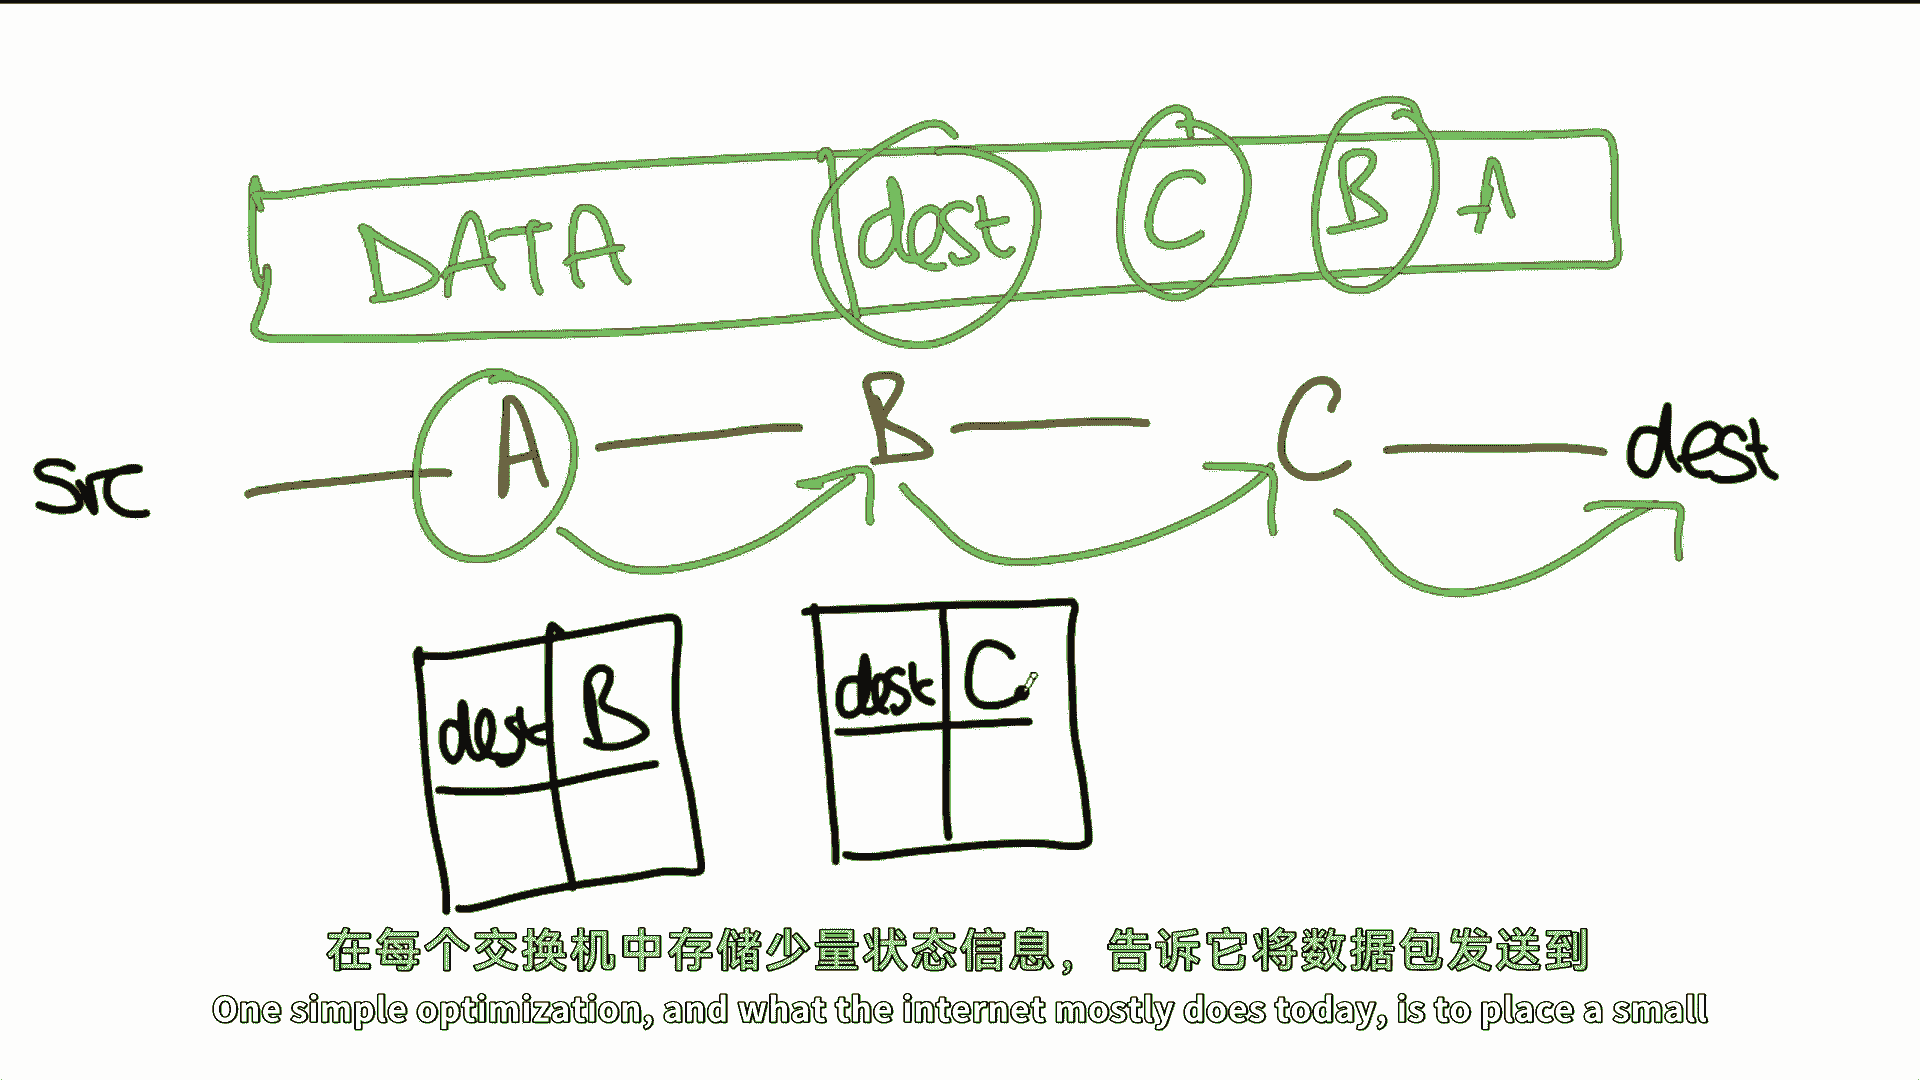 DATA dest C B A
src A B C dest
dest B dest C
在每个交换机中存储少量状态信息，告诉它将数据包发送到
One simple optimization, and what the internet mostly does today, is to place a small